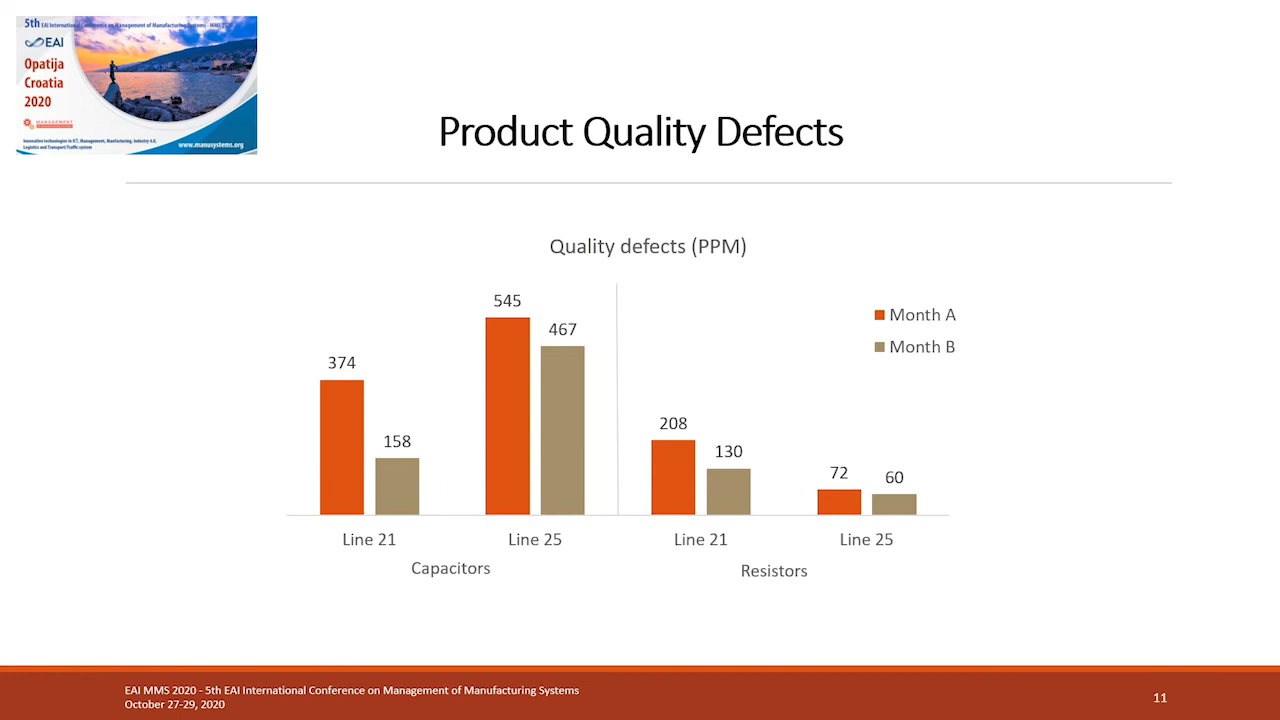 5th EAI International Conference on Management of Manufacturing Systems - MMS 2020
EAI
Opatija
Croatia
2020
MANAGEMENT
Innovative technologies in ICT, Management, Manufacturing, Industry 4.0,
Logistics and Transport/Traffic system
www.manusystems.org
Product Quality Defects
Quality defects (PPM)
545
467
374
158
208
130
72
60
Month A
Month B
Line 21
Line 25
Line 21
Line 25
Capacitors
Resistors
EAI MMS 2020 - 5th EAI International Conference on Management of Manufacturing Systems
October 27-29, 2020
11